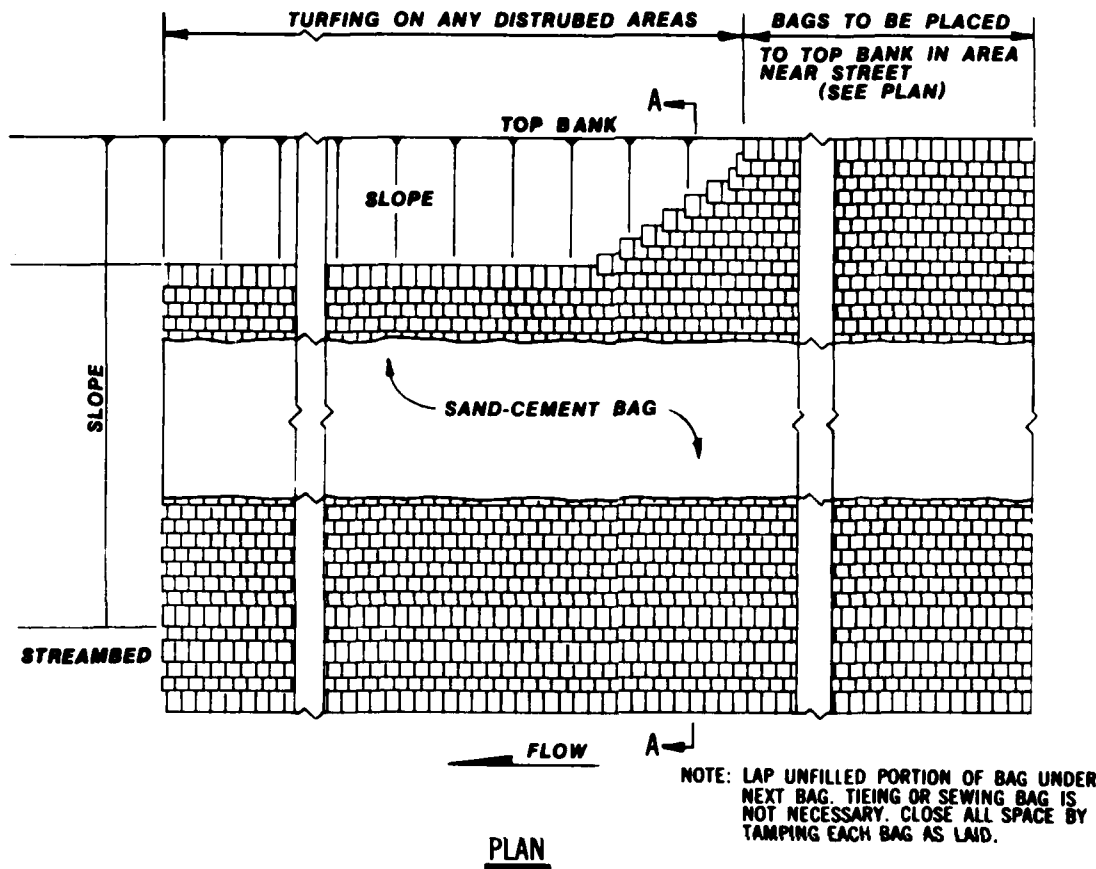 TURFING ON ANY DISTRUBED AREAS
BAGS TO BE PLACED
TO TOP BANK IN AREA
NEAR STREET
(SEE PLAN)
A
TOP BANK
SLOPE
SLOPE
SAND-CEMENT BAG
STREAMBED
A
FLOW
NOTE: LAP UNFILLED PORTION OF BAG UNDER
NEXT BAG. TIEING OR SEWING BAG IS
NOT NECESSARY. CLOSE ALL SPACE BY
TAMPING EACH BAG AS LAID.
PLAN